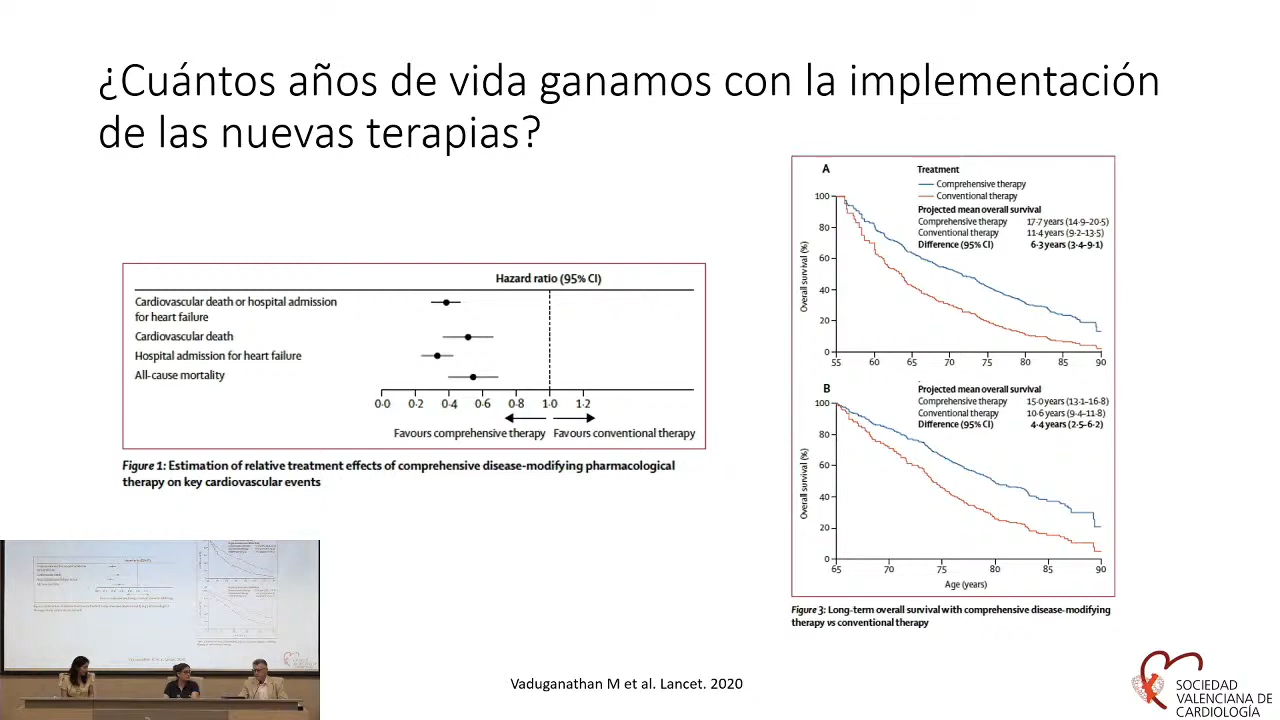 ¿Cuántos años de vida ganamos con la implementación
de las nuevas terapias?
Hazard ratio (95% CI)
Cardiovascular death or hospital admission
for heart failure
Cardiovascular death
Hospital admission for heart failure
All-cause mortality
0·0 0·2 0·4 0·6 0·8 1·0 1·2
Favours comprehensive therapy Favours conventional therapy
Figure 1: Estimation of relative treatment effects of comprehensive disease-modifying pharmacological
therapy on key cardiovascular events
A
Treatment
Comprehensive therapy
Conventional therapy
Projected mean overall survival
Comprehensive therapy 17·7 years (14·9–20·5)
Conventional therapy 11·4 years (9·2–13·5)
Difference (95% CI) 6·3 years (3·4–9·1)
Overall survival (%)
100
80
60
40
20
0
55 60 65 70 75 80 85 90
B
Projected mean overall survival
Comprehensive therapy 15·0 years (13·1–16·8)
Conventional therapy 10·6 years (9·4–11·8)
Difference (95% CI) 4·4 years (2·5–6·2)
Overall survival (%)
100
80
60
40
20
0
65 70 75 80 85 90
Age (years)
Figure 3: Long-term overall survival with comprehensive disease-modifying
therapy vs conventional therapy
Vaduganathan M et al. Lancet. 2020
SOCIEDAD
VALENCIANA DE
CARDIOLOGÍA